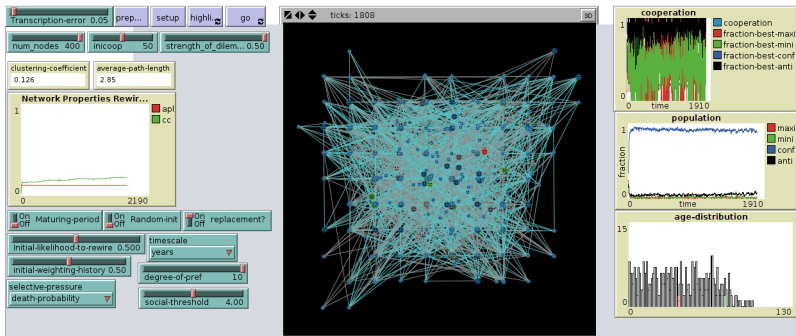 Transcription-error 0.05
prep...
setup
highli...
go
num_nodes 400
inicoop 50
strength_of_dilem... 0.50
clustering-coefficient
0.126
average-path-length
2.85
Network Properties Rewir...
1
0
0
2190
apl
cc
On
Off
Maturing-period
On
Off
Random-init
On
Off
replacement?
Initial-likelihood-to-rewire 0.500
timescale
years
initial-weighting-history 0.50
degree-of-pref 10
selective-pressure
death-probability
social-threshold 4.00
ticks: 1808
3D
cooperation
1
0
0
time
1910
cooperation
fraction-best-maxi
fraction-best-mini
fraction-best-conf
fraction-best-anti
population
fraction
1
0
0
time
1910
maxi
mini
conf
anti
age-distribution
15
0
0
130